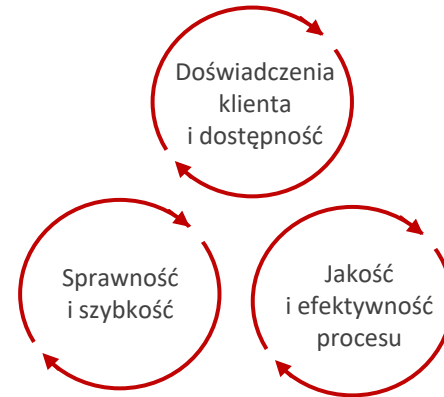 Doświadczenia
klienta
i dostępność
Sprawność
i szybkość
Jakość
i efektywność
procesu